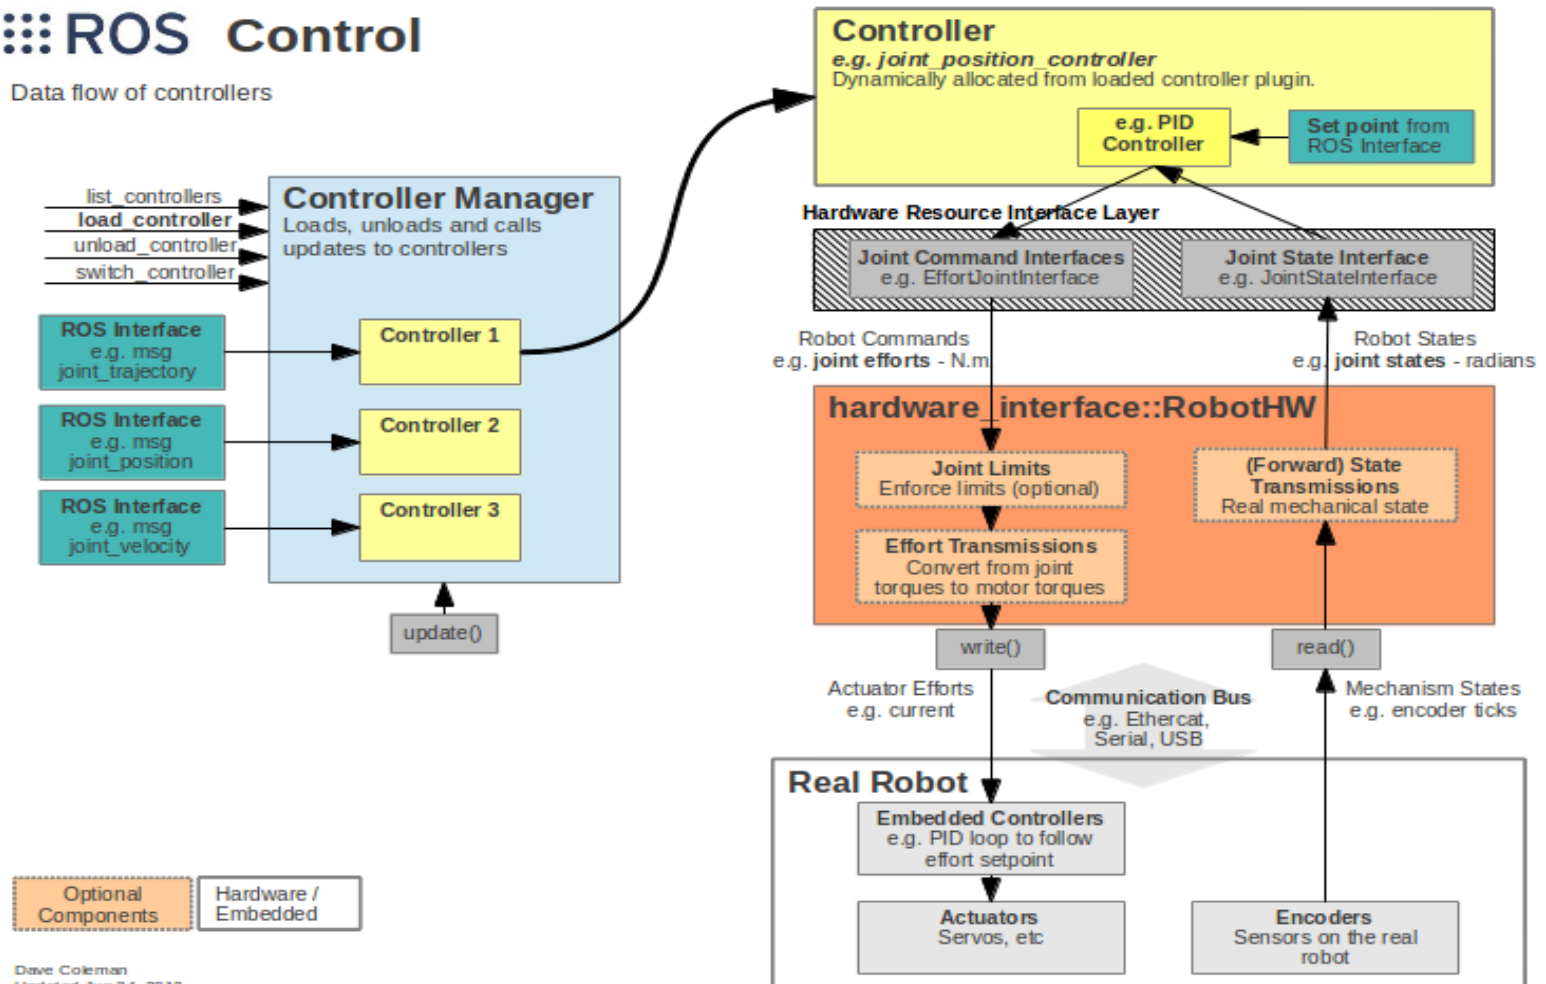 ROS Control
Data flow of controllers
list_controllers
load_controller
unload_controller
switch_controller
Controller Manager
Loads, unloads and calls
updates to controllers
ROS Interface
e.g. msg
joint_trajectory
Controller 1
ROS Interface
e.g. msg
joint_position
Controller 2
ROS Interface
e.g. msg
joint_velocity
Controller 3
update()
Controller
e.g. joint_position_controller
Dynamically allocated from loaded controller plugin.
e.g. PID
Controller
Set point from
ROS Interface
Hardware Resource Interface Layer
Joint Command Interfaces
e.g. EffortJointInterface
Joint State Interface
e.g. JointStateInterface
Robot Commands
e.g. joint efforts - N.m
Robot States
e.g. joint states - radians
hardware_interface::RobotHW
Joint Limits
Enforce limits (optional)
Effort Transmissions
Convert from joint
torques to motor torques
(Forward) State
Transmissions
Real mechanical state
write()
read()
Actuator Efforts
e.g. current
Communication Bus
e.g. Ethercat,
Serial, USB
Mechanism States
e.g. encoder ticks
Real Robot
Embedded Controllers
e.g. PID loop to follow
effort setpoint
Actuators
Servos, etc
Encoders
Sensors on the real
robot
Optional
Components
Hardware /
Embedded
Dave Coleman